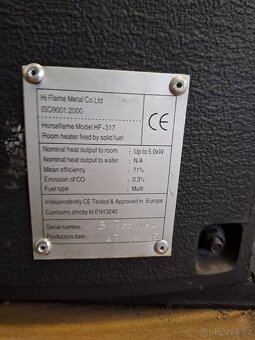 Hi Flame Metal Co Ltd
ISO9001:2000
CE
Horseflame Model HF-317
Room heater fired by solid fuel
Nominal heat output to room : Up to 5.0kW
Nominal heat output to water : N/A
Mean efficiency : 71%
Emission of CO : 0.3%
Fuel type : Multi
Independently CE Tested & Approved in Europe
Conforms strictly to EN13240
Serial number :
Production date :